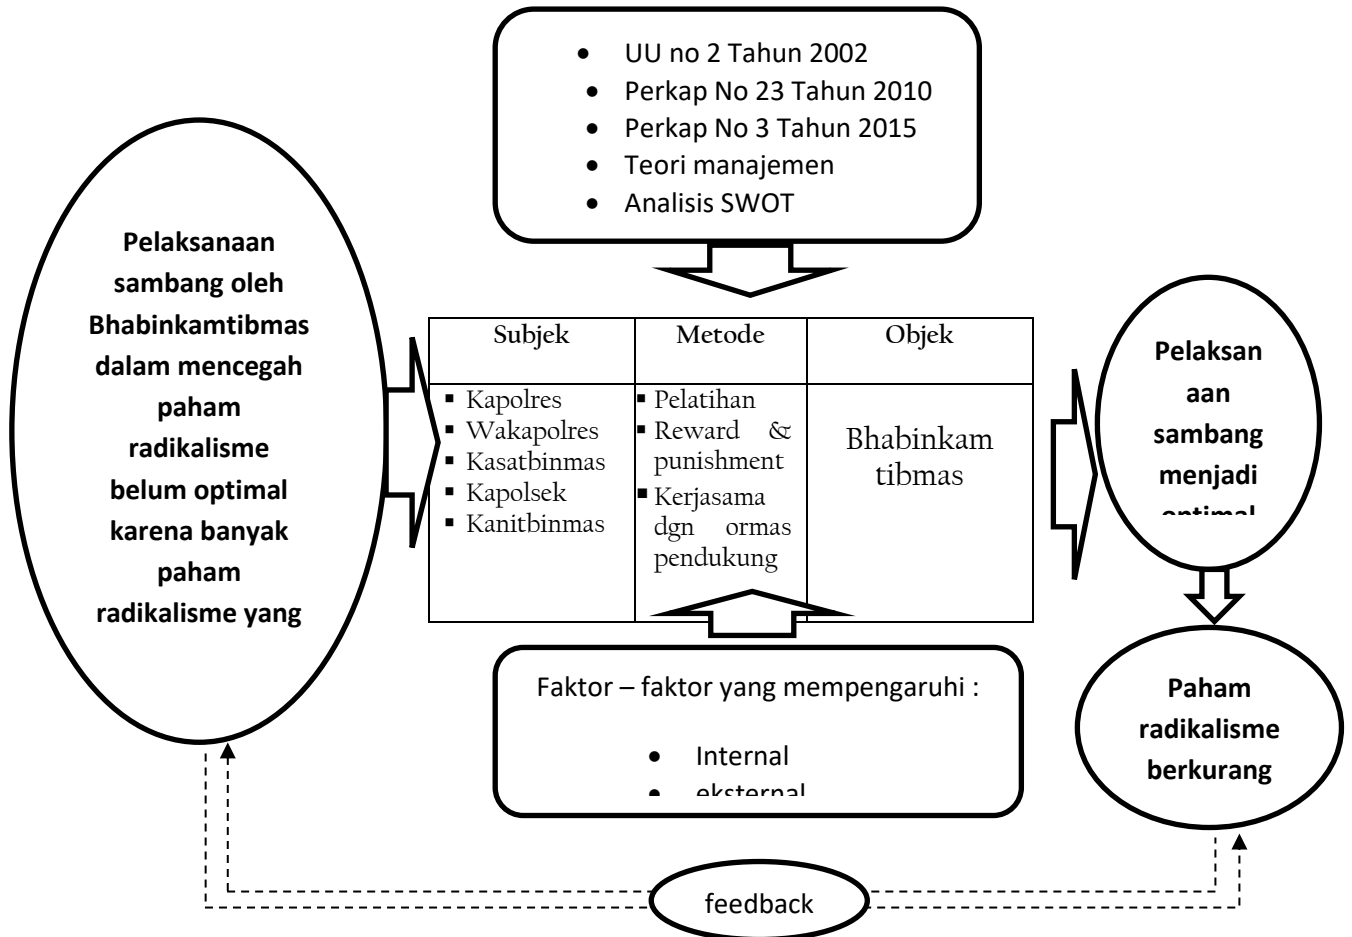 • UU no 2 Tahun 2002
• Perkap No 23 Tahun 2010
• Perkap No 3 Tahun 2015
• Teori manajemen
• Analisis SWOT
Pelaksanaan
sambang oleh
Bhabinkamtibmas
dalam mencegah
paham
radikalisme
belum optimal
karena banyak
paham
radikalisme yang
Subjek
Metode
Objek
▪ Kapolres
▪ Wakapolres
▪ Kasatbinmas
▪ Kapolsek
▪ Kanitbinmas
▪ Pelatihan
▪ Reward &
punishment
▪ Kerjasama
dgn ormas
pendukung
Bhabinkam
tibmas
Pelaksan
aan
sambang
menjadi
optimal
Faktor – faktor yang mempengaruhi :
• Internal
• eksternal
Paham
radikalisme
berkurang
feedback